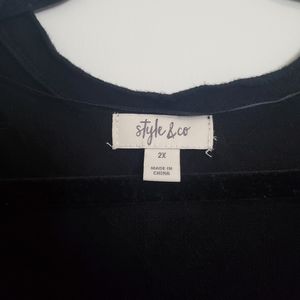 style & co
2X
MADE IN
CHINA